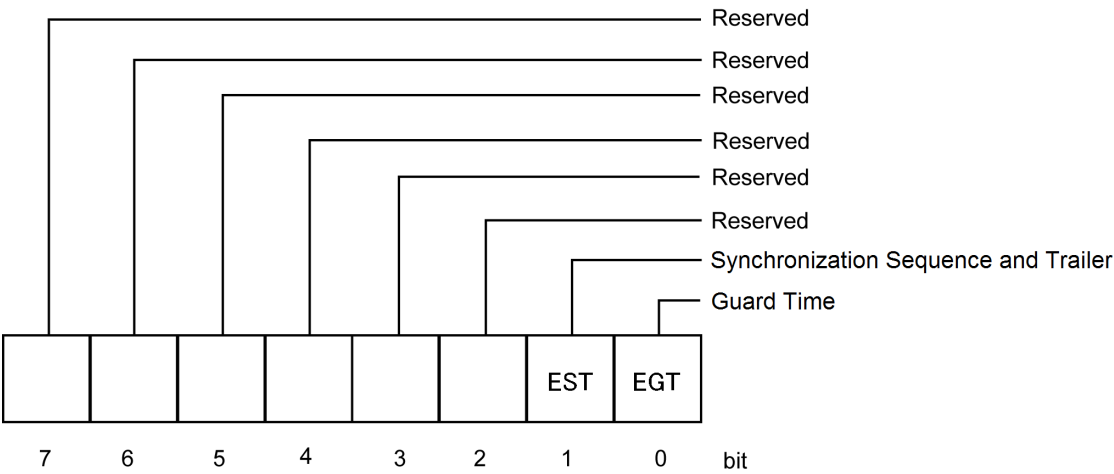 Reserved
Reserved
Reserved
Reserved
Reserved
Reserved
Synchronization Sequence and Trailer
Guard Time
EST EGT
7 6 5 4 3 2 1 0 bit